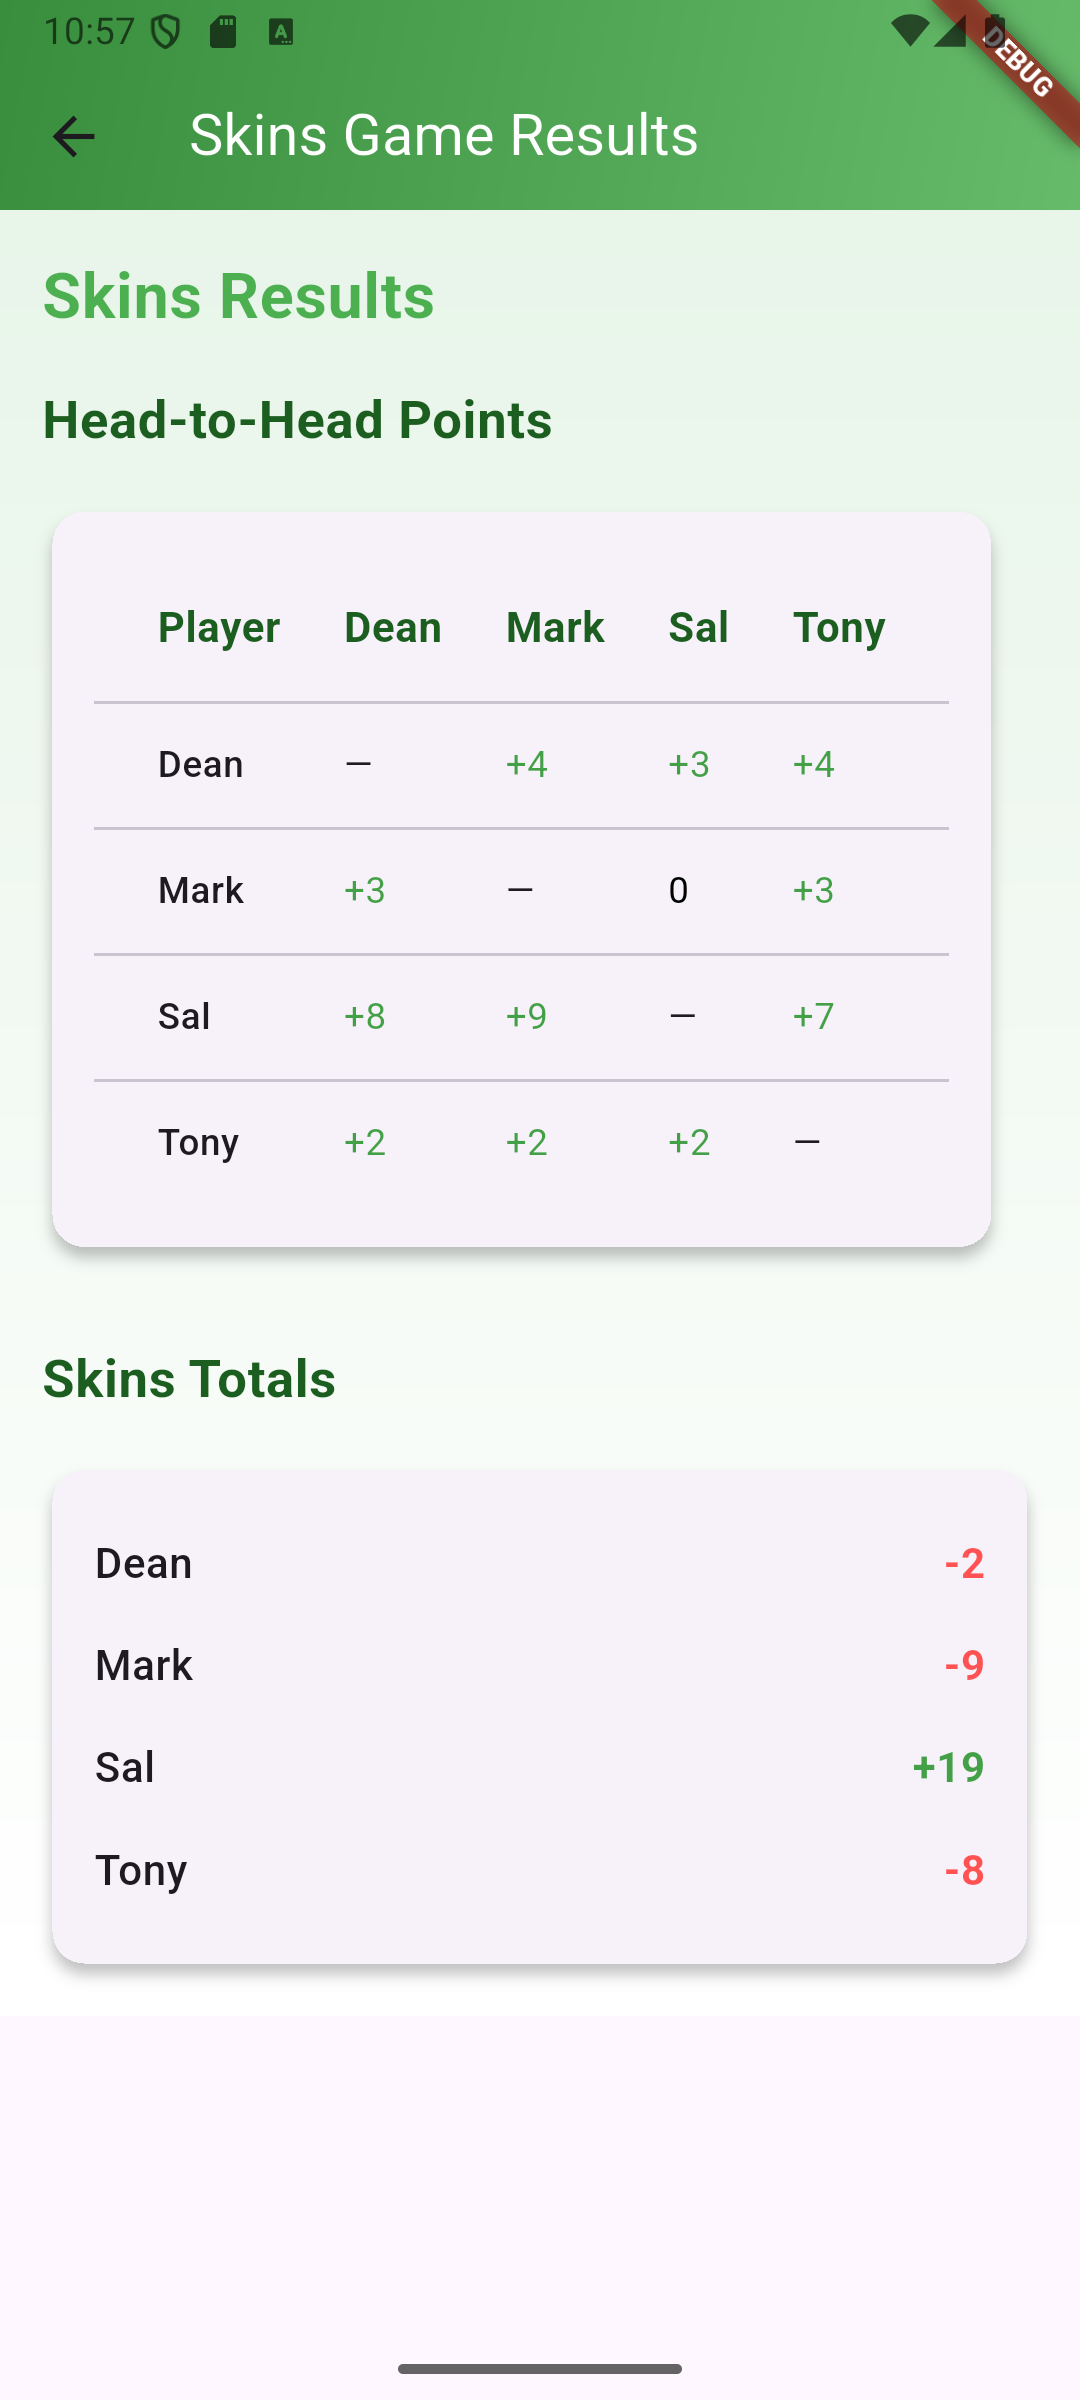 10:57
DEBUG
Skins Game Results
Skins Results
Head-to-Head Points
Player Dean Mark Sal Tony
Dean — +4 +3 +4
Mark +3 — 0 +3
Sal +8 +9 — +7
Tony +2 +2 +2 —
Skins Totals
Dean -2
Mark -9
Sal +19
Tony -8